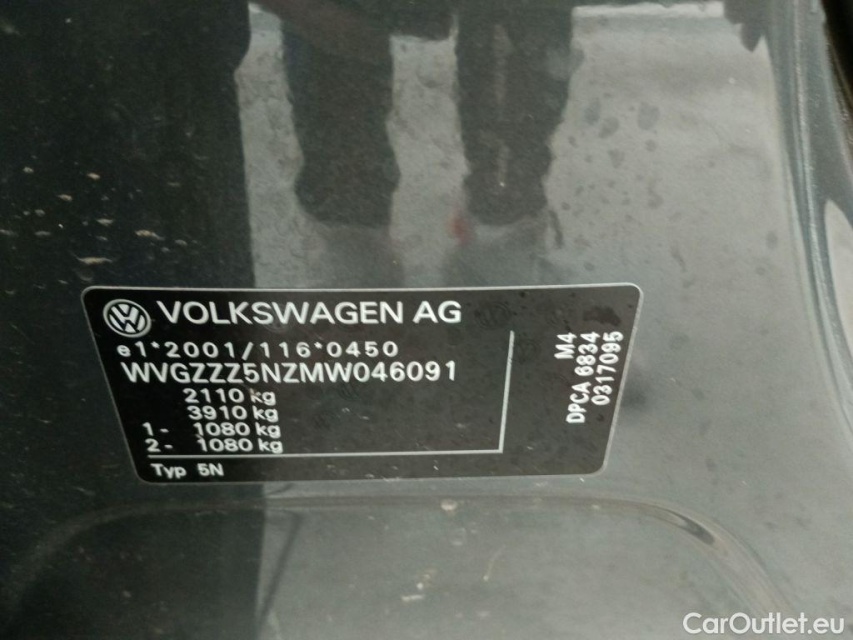 VOLKSWAGEN AG
e1*2001/116*0450
WVGZZZ5NZMW046091
2110 kg
3910 kg
1- 1080 kg
2- 1080 kg
Typ 5N
M4
DPCA 6834
0317095
CarOutlet.eu